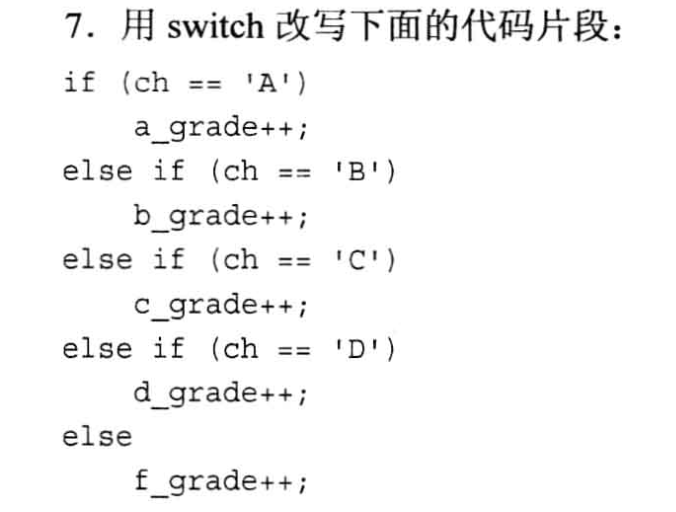 7. 用 switch 改写下面的代码片段：
if (ch == 'A')
a_grade++;
else if (ch == 'B')
b_grade++;
else if (ch == 'C')
c_grade++;
else if (ch == 'D')
d_grade++;
else
f_grade++;